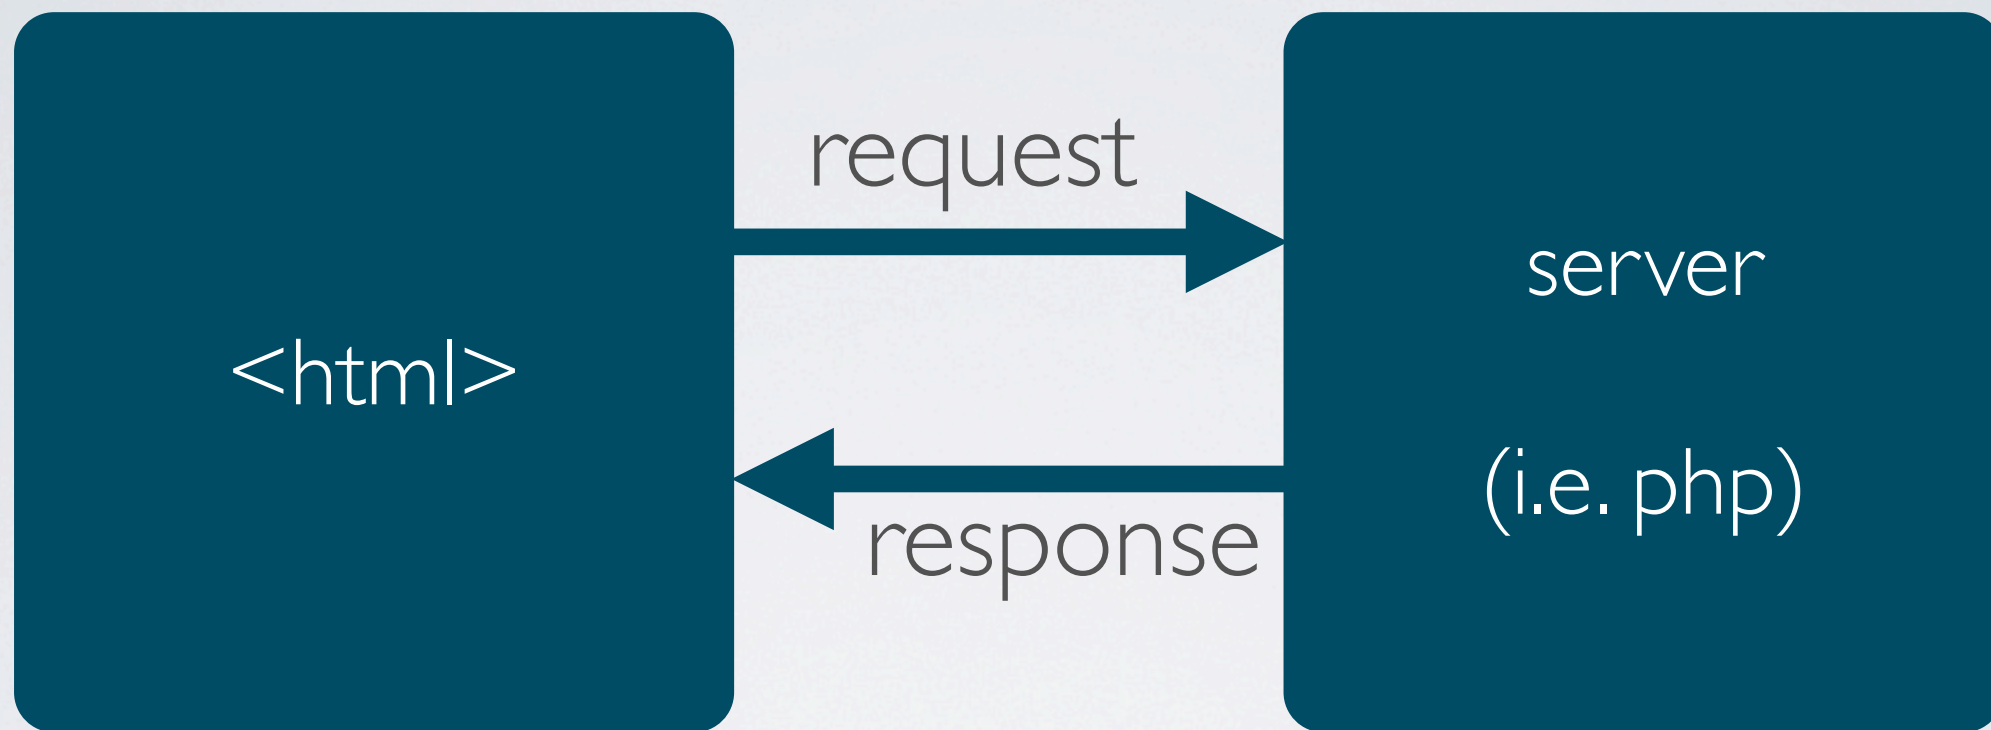 <html>
request
response
server
(i.e. php)